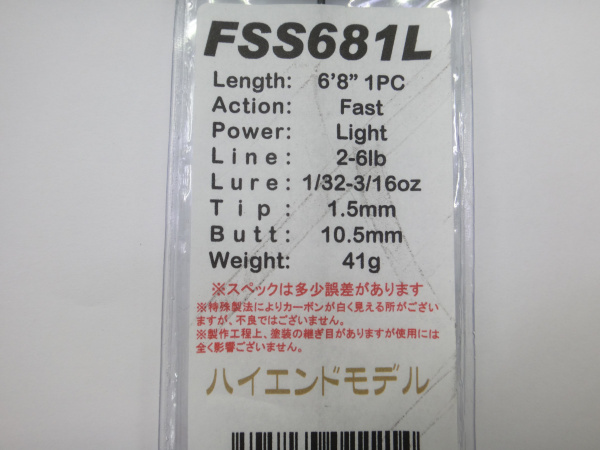 FSS681L
Length: 6'8" 1PC
Action: Fast
Power: Light
Line: 2-6lb
Lure: 1/32-3/16oz
Tip: 1.5mm
Butt: 10.5mm
Weight: 41g
※スペックは多少誤差があります
※特殊製法によりカーボンが白く見える所がござい
ますが、不良ではございません。
※製作工程上、塗装の継ぎ目がありますが使用には
全く影響ございません。
ハイエンドモデル